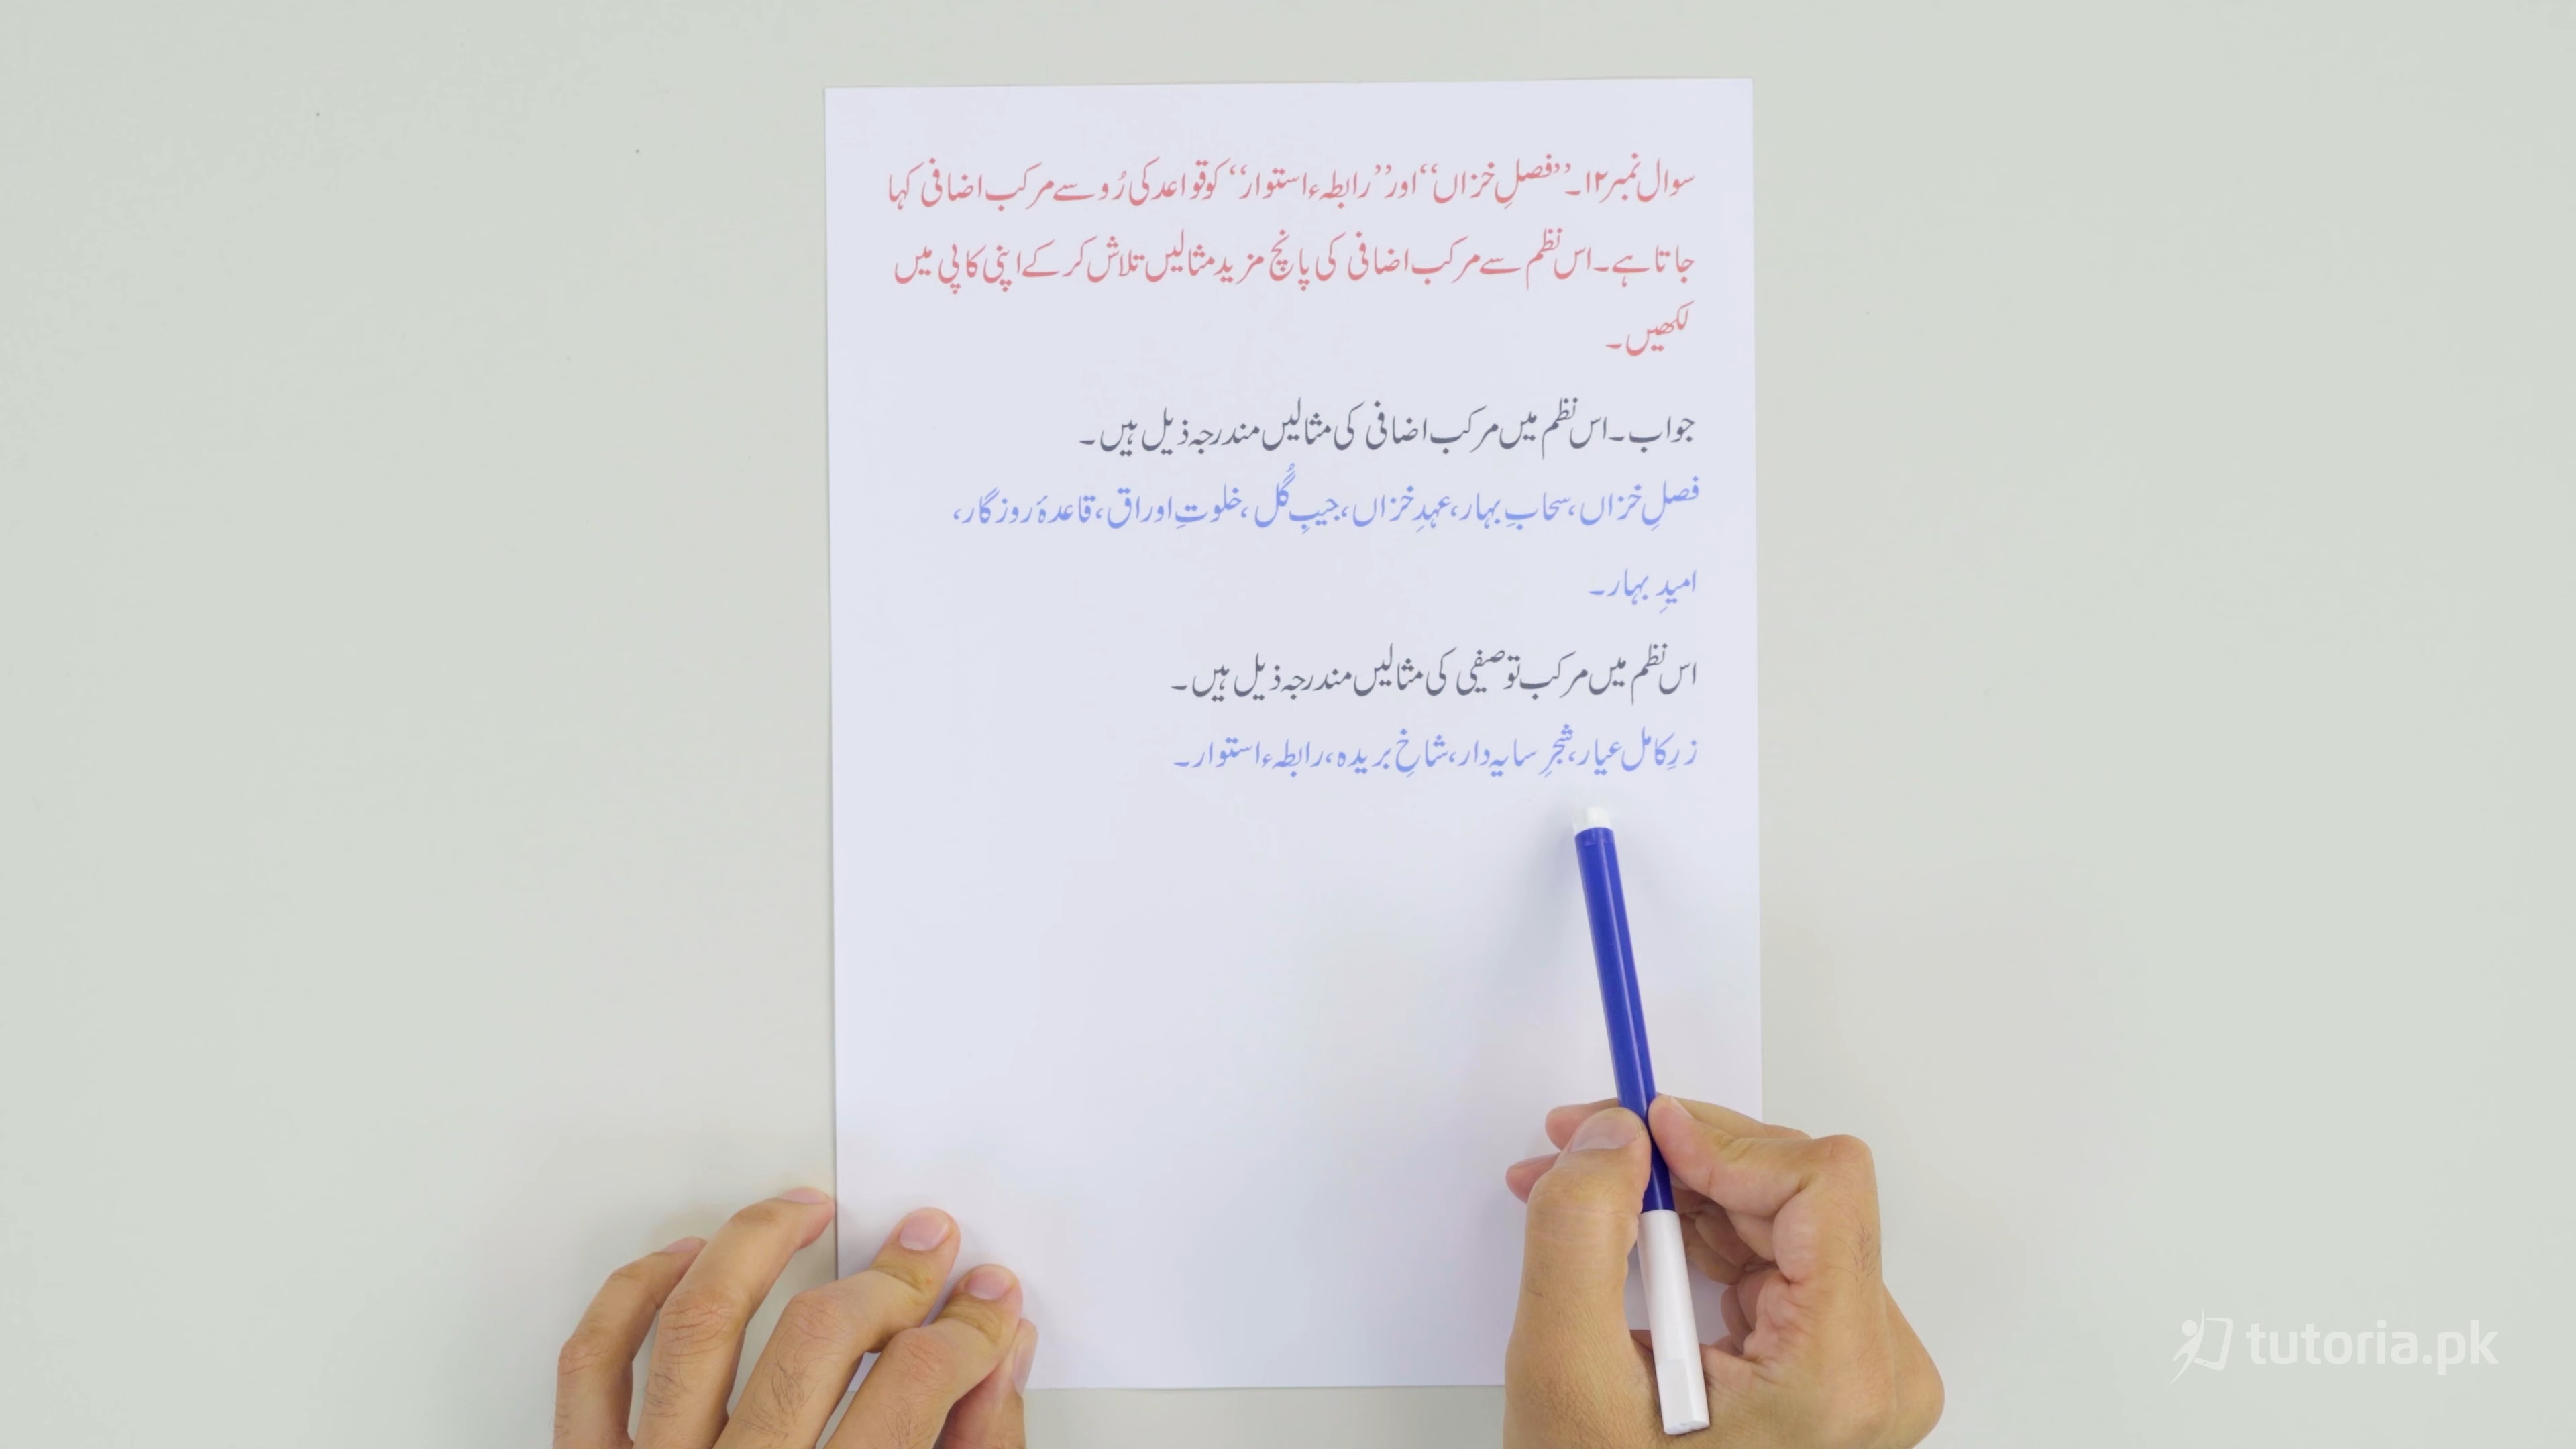 سوال نمبر ۱۲۔ ”فصلِ خزاں“ اور ”رابطہء استوار“ کو قواعد کی رُو سے مرکب اضافی کہا
جاتا ہے۔ اس نظم سے مرکب اضافی کی پانچ مزید مثالیں تلاش کر کے اپنی کاپی میں
لکھیں۔
جواب۔ اس نظم میں مرکب اضافی کی مثالیں مندرجہ ذیل ہیں۔
فصلِ خزاں، سحابِ بہار، عہدِ خزاں، جیبِ گُل، خلوتِ اوراق، قاعدۂ روزگار،
امیدِ بہار۔
اس نظم میں مرکب توصیفی کی مثالیں مندرجہ ذیل ہیں۔
زرِ کامل عیار، شجرِ سایہ دار، شاخِ بریدہ، رابطہء استوار۔
tutoria.pk